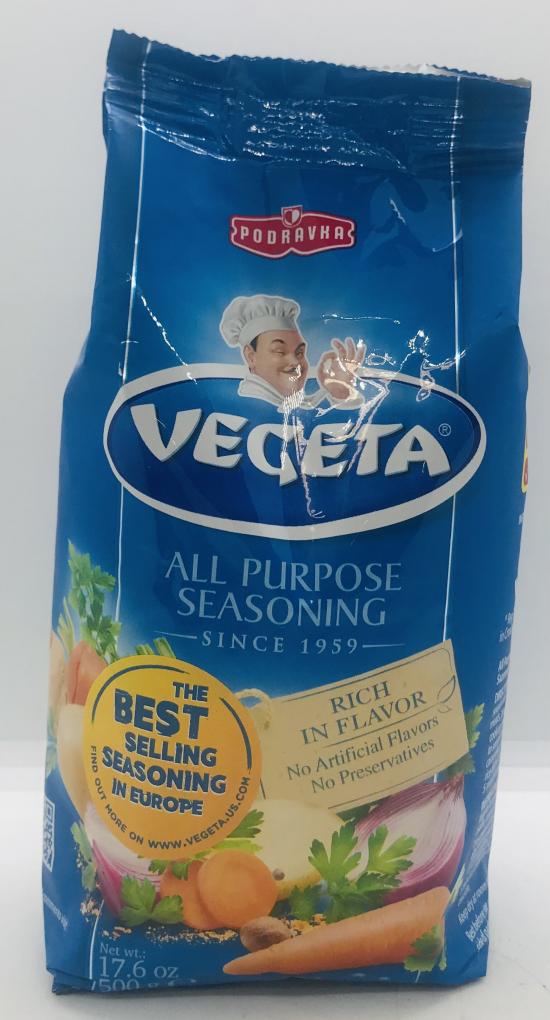 PODRAVKA
VEGETA®
ALL PURPOSE
SEASONING
SINCE 1959
RICH
IN FLAVOR
No Artificial Flavors
No Preservatives
THE
BEST
SELLING
SEASONING
IN EUROPE
FIND OUT MORE ON WWW.VEGETA.US.COM
Net wt.:
17.6 oz
500 g